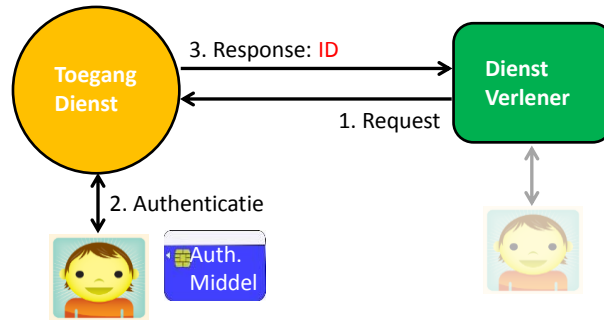 3. Response: ID
Toegang
Dienst
Dienst
Verlener
1. Request
2. Authenticatie
Auth.
Middel